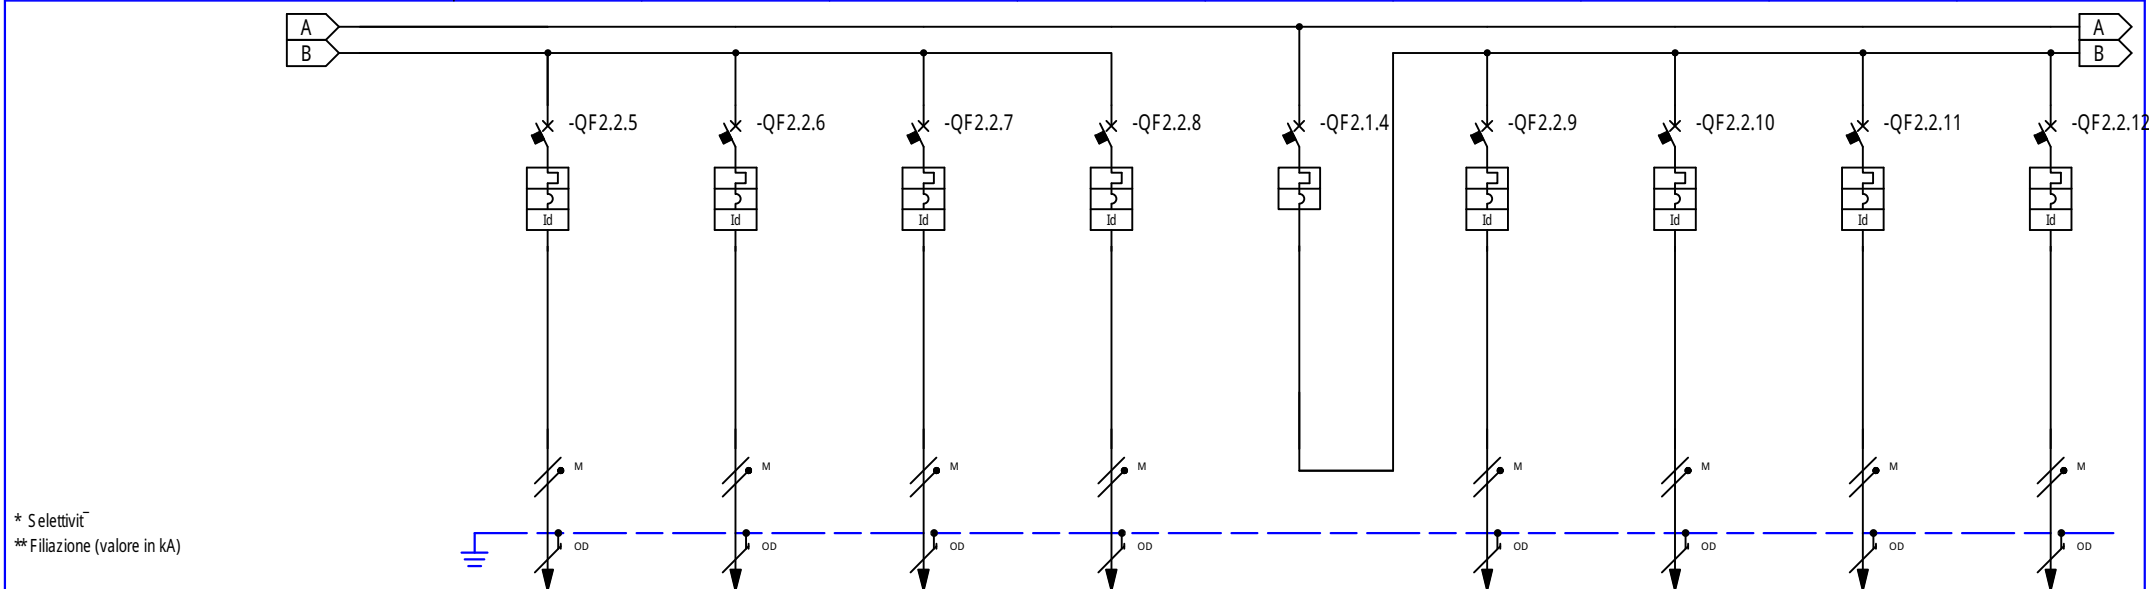 A A
B B
-QF2.2.5 -QF2.2.6 -QF2.2.7 -QF2.2.8 -QF2.1.4 -QF2.2.9 -QF2.2.10 -QF2.2.11 -QF2.2.12
Id Id Id Id Id Id Id Id
M M M M M M M M
* Selettivit¯
** Filiazione (valore in kA)
OD OD OD OD OD OD OD OD